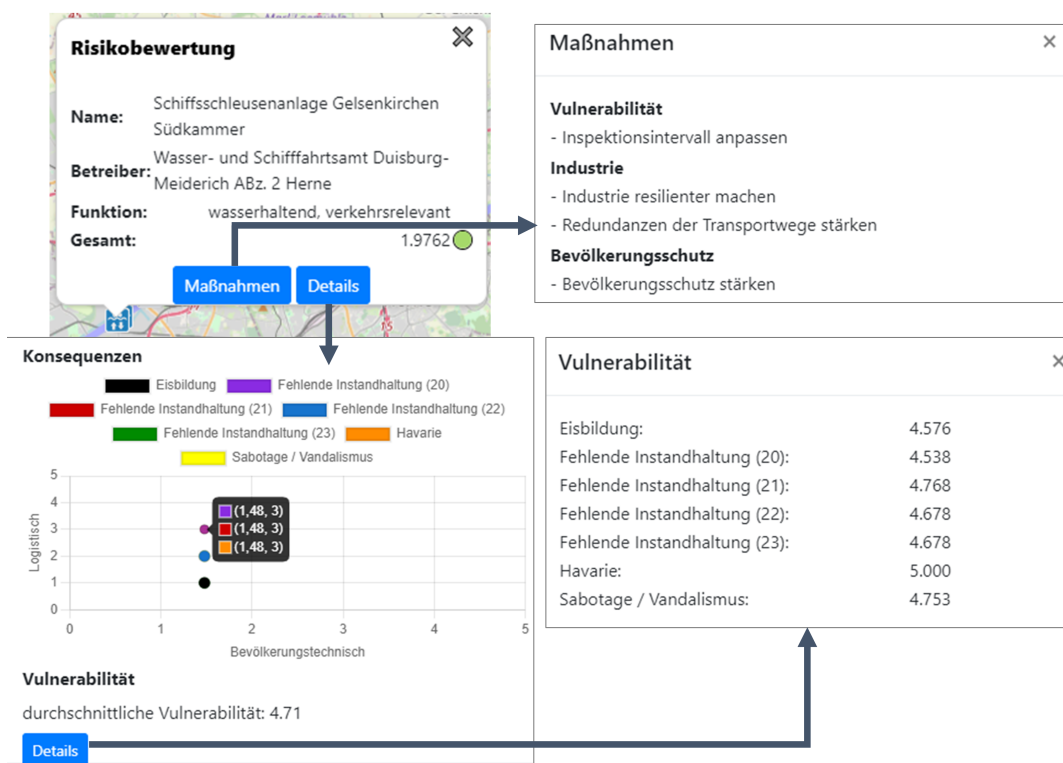 Risikobewertung
Name: Schiffsschleusenanlage Gelsenkirchen
Südkammer
Betreiber: Wasser- und Schifffahrtsamt Duisburg-
Meiderich ABz. 2 Herne
Funktion: wasserhaltend, verkehrsrelevant
Gesamt: 1.9762
Maßnahmen Details
Maßnahmen ×
Vulnerabilität
- Inspektionsintervall anpassen
Industrie
- Industrie resilienter machen
- Redundanzen der Transportwege stärken
Bevölkerungsschutz
- Bevölkerungsschutz stärken
Konsequenzen
Eisbildung Fehlende Instandhaltung (20)
Fehlende Instandhaltung (21) Fehlende Instandhaltung (22)
Fehlende Instandhaltung (23) Havarie
Sabotage / Vandalismus
5
4
3
2
1
0
Logistisch
(1,48, 3)
(1,48, 3)
(1,48, 3)
0 1 2 3 4 5
Bevölkerungstechnisch
Vulnerabilität
durchschnittliche Vulnerabilität: 4.71
Details
Vulnerabilität ×
Eisbildung: 4.576
Fehlende Instandhaltung (20): 4.538
Fehlende Instandhaltung (21): 4.768
Fehlende Instandhaltung (22): 4.678
Fehlende Instandhaltung (23): 4.678
Havarie: 5.000
Sabotage / Vandalismus: 4.753